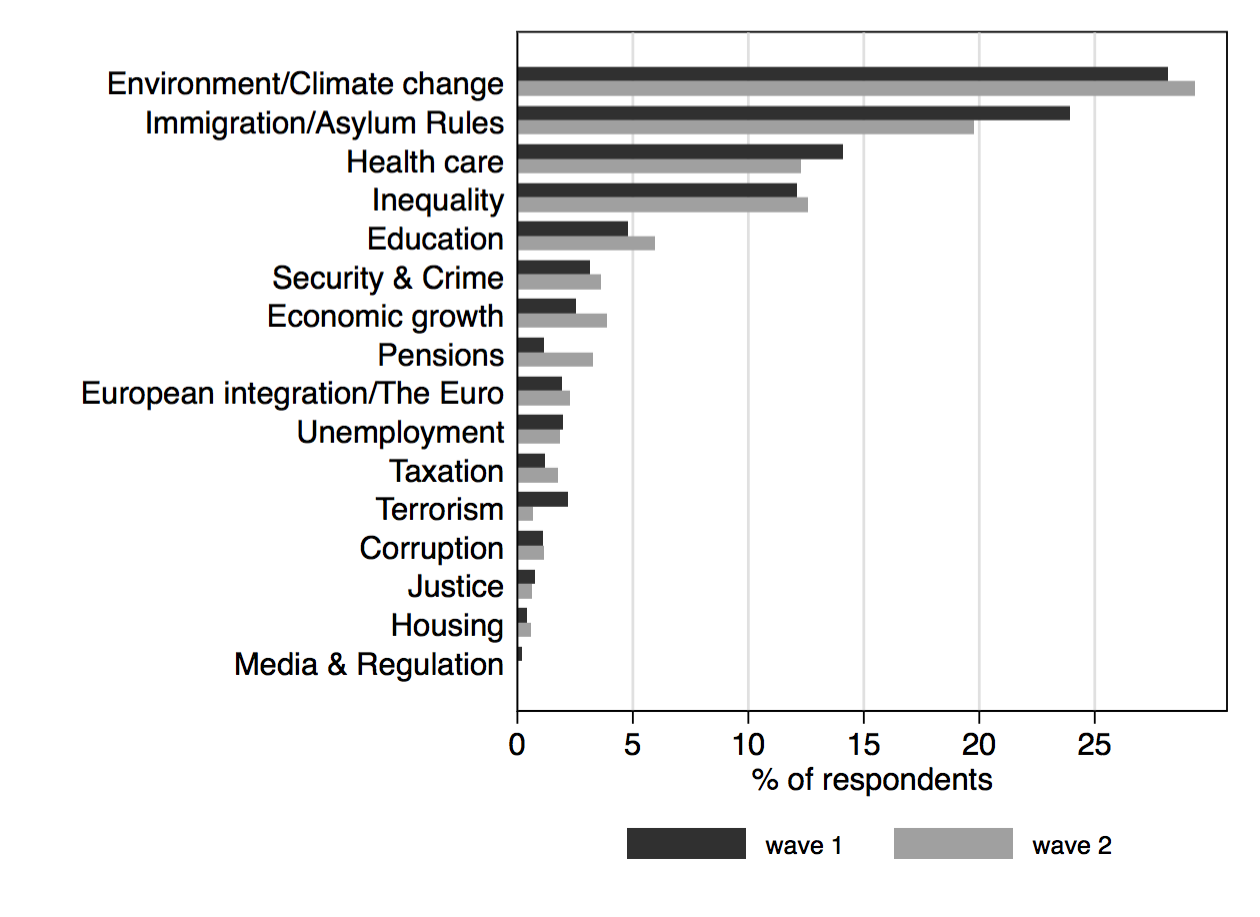 Environment/Climate change
Immigration/Asylum Rules
Health care
Inequality
Education
Security & Crime
Economic growth
Pensions
European integration/The Euro
Unemployment
Taxation
Terrorism
Corruption
Justice
Housing
Media & Regulation
0 5 10 15 20 25
% of respondents
wave 1 wave 2